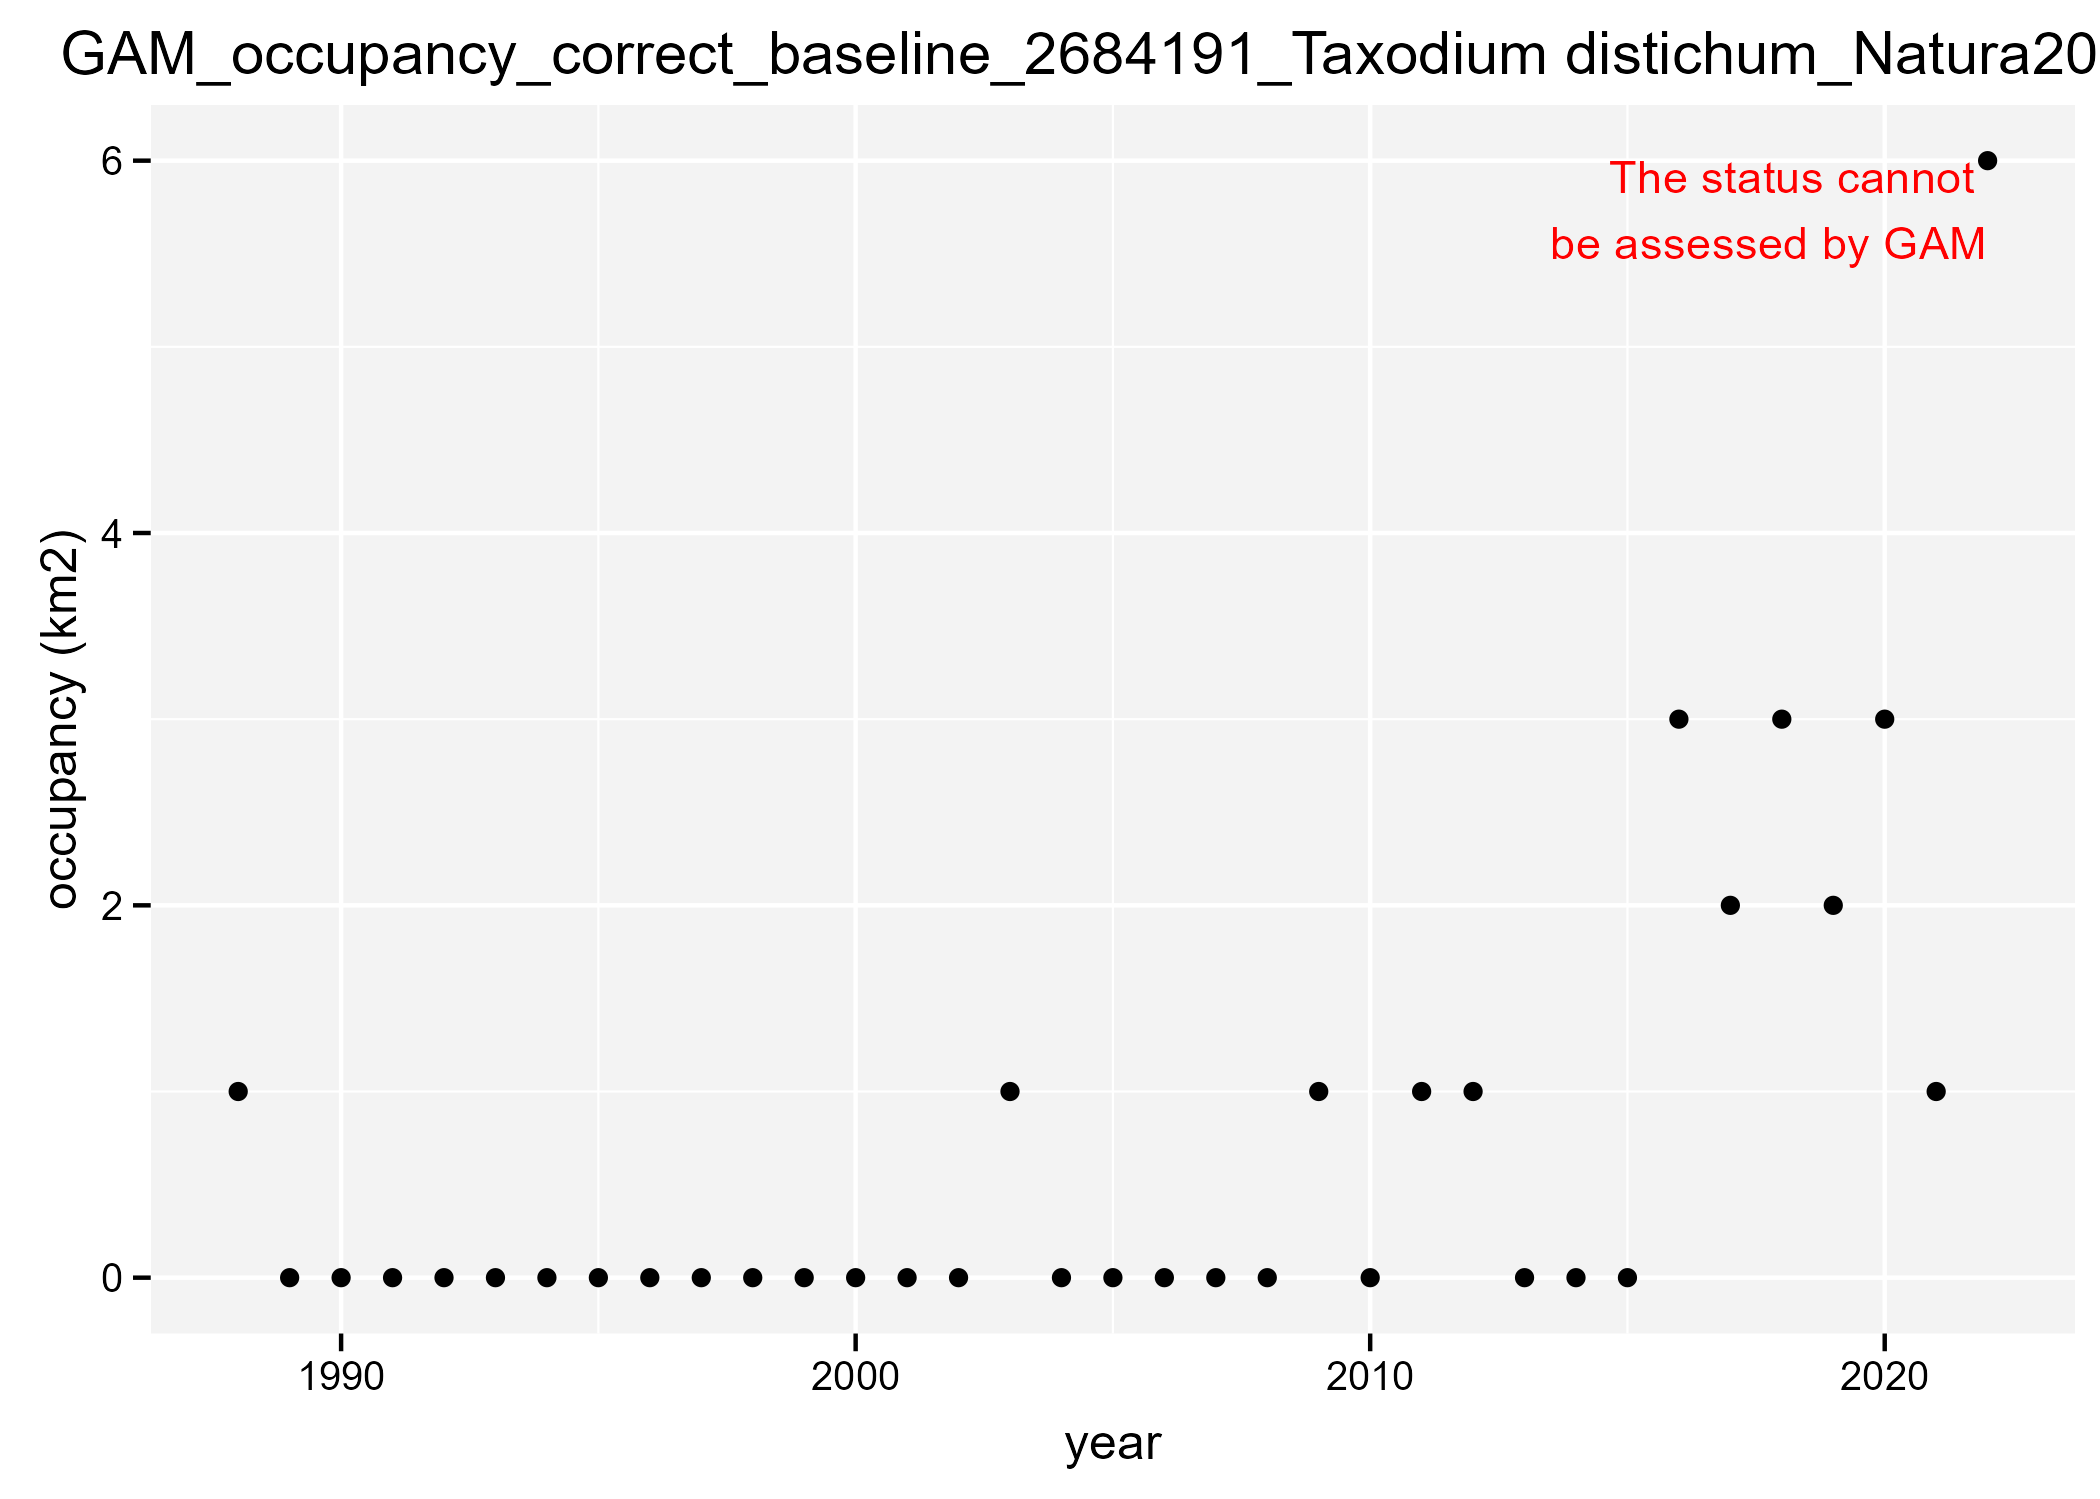 GAM_occupancy_correct_baseline_2684191_Taxodium distichum_Natura20
6
The status cannot
be assessed by GAM
4
occupancy (km2)
2
0
1990 2000 2010 2020
year